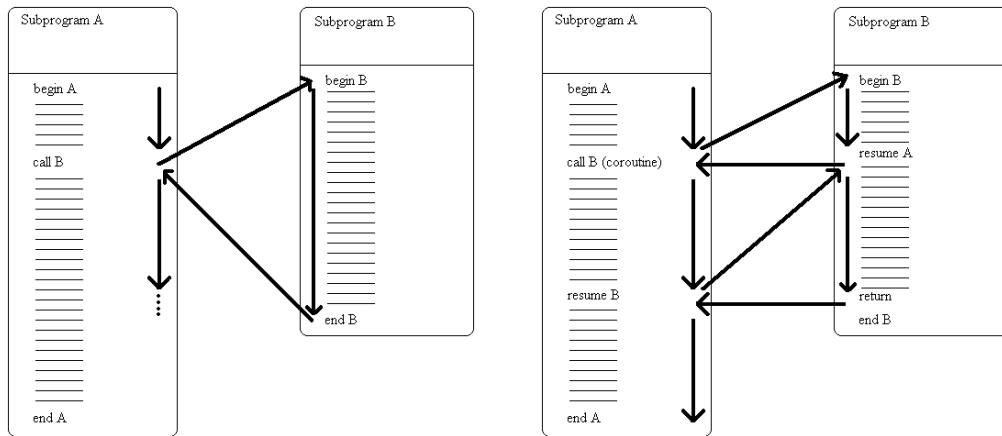 Subprogram A
begin A
call B
end A
Subprogram B
begin B
end B
Subprogram A
begin A
call B (coroutine)
resume B
end A
Subprogram B
begin B
resume A
return
end B